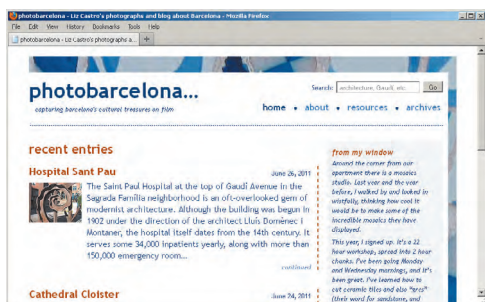 photobarcelona - Liz Castro's photographs and blog about Barcelona - Mozilla Firefox
File Edit View History Bookmarks Tools Help
photobarcelona - Liz Castro's photographs a... +
photobarcelona...
Search: architecture, Gaudí, etc. Go
capturing barcelona's cultural treasures on film
home • about • resources • archives
recent entries
Hospital Sant Pau
June 26, 2011
The Saint Paul Hospital at the top of Gaudí Avenue in the
Sagrada Família neighborhood is an oft-overlooked gem of
modernist architecture. Although the building was begun in
1902 under the direction of the architect Lluís Domènec i
Montaner, the hospital itself dates from the 14th century. It
serves some 34,000 inpatients yearly, along with more than
150,000 emergency room...
continued
Cathedral Cloister
June 24, 2011
from my window
Around the corner from our
apartment there is a mosaics
studio. Last year and the year
before, I walked by and looked in
wistfully, thinking how cool it
would be to make some of the
incredible mosaics they have
displayed.
This year, I signed up. It's a 22
hour workshop, spread into 2 hour
chunks. I've been going Monday
and Wednesday mornings, and it's
been great. I've learned how to
cut ceramic tiles and also "gres"
(their word for sandstone, and